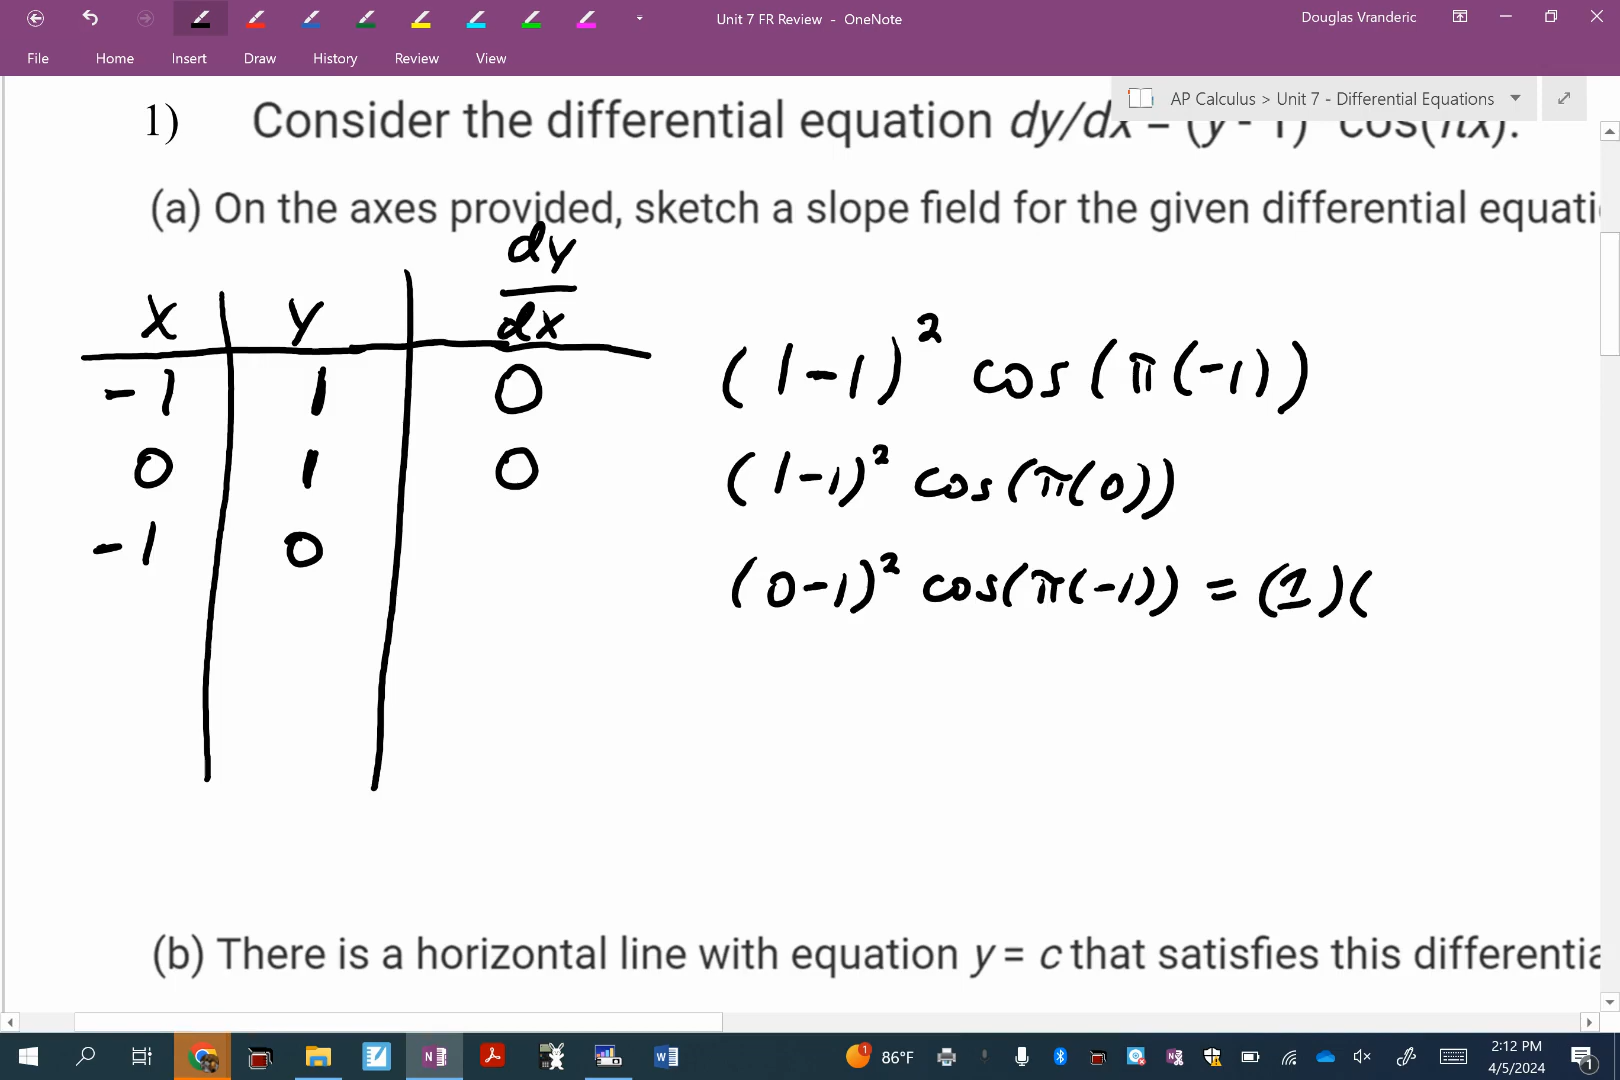 Unit 7 FR Review - OneNote
Douglas Vranderic
File Home Insert Draw History Review View
AP Calculus > Unit 7 - Differential Equations
1) Consider the differential equation dy/dx = (y - 1) cos(πx).
(a) On the axes provided, sketch a slope field for the given differential equati
x y dy/dx
-1 1 0 (1-1)² cos(π(-1))
0 1 0 (1-1)² cos(π(0))
-1 0 (0-1)² cos(π(-1)) = (1)(
(b) There is a horizontal line with equation y = c that satisfies this differentia
86°F
2:12 PM
4/5/2024
1